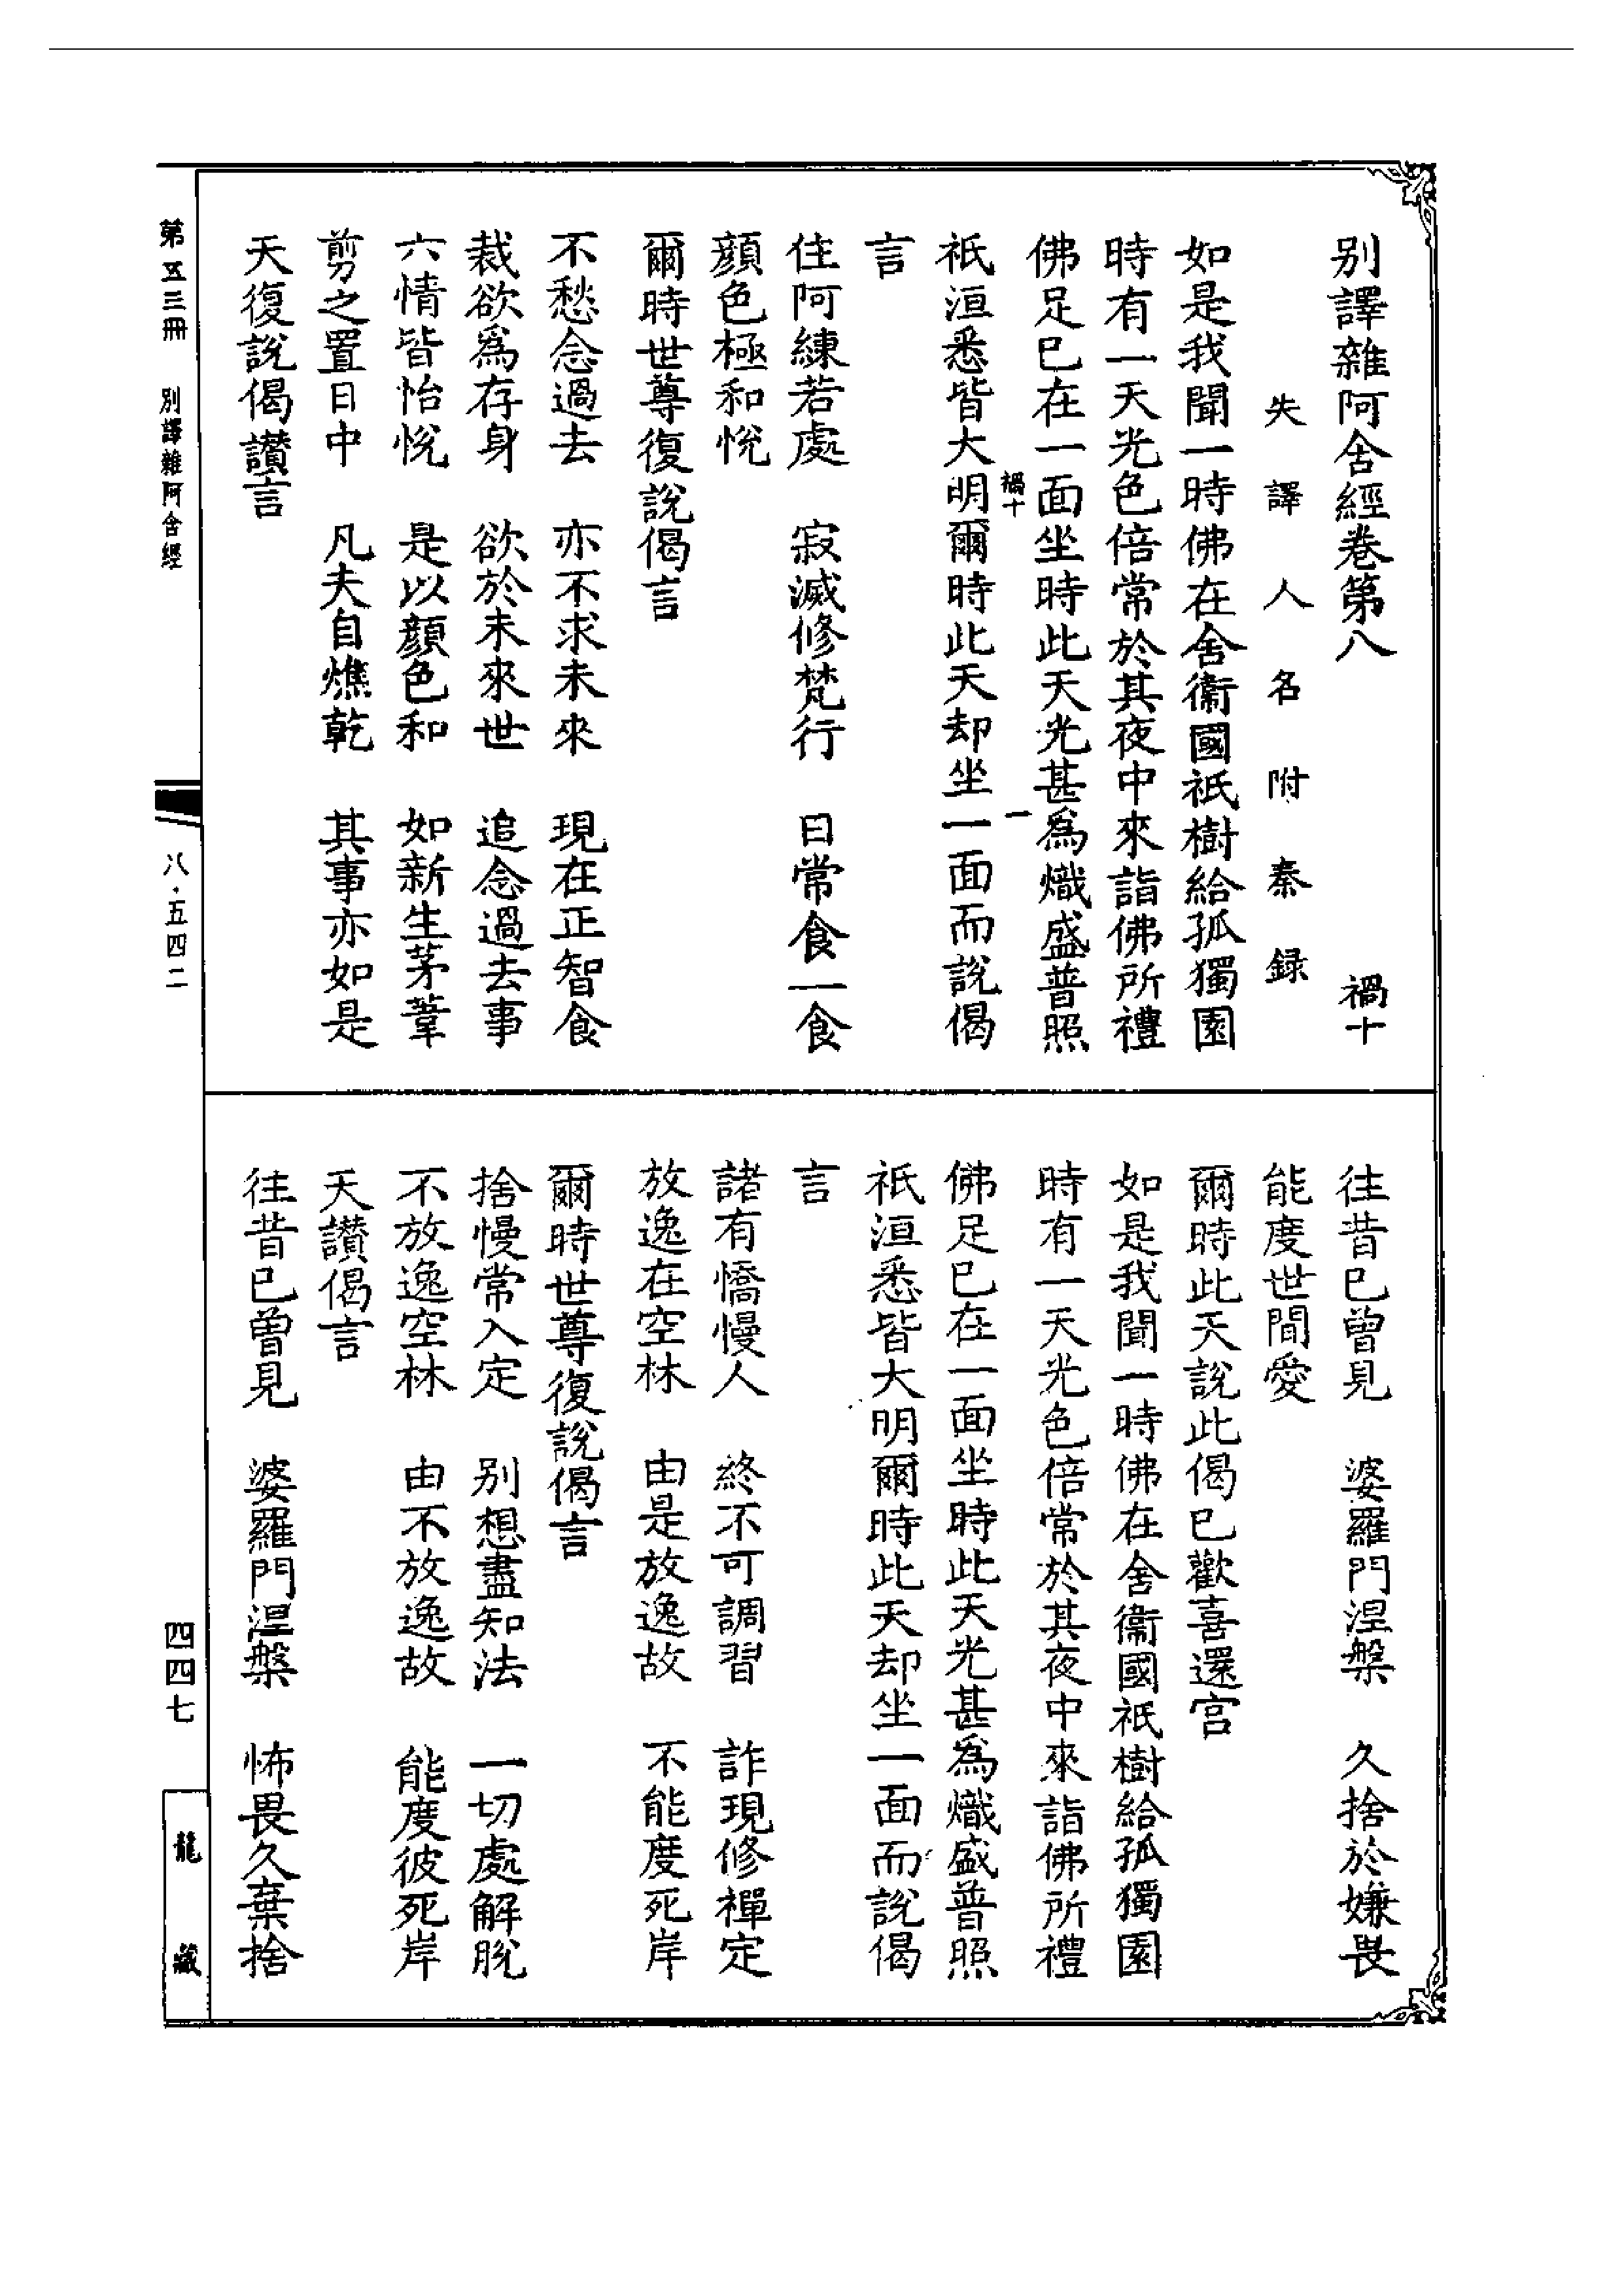 别譯雜阿含經卷第八　禍十
失譯人名附秦録
如是我聞一時佛在舍衞國祇樹給孤獨園
時有一天光色倍常於其夜中來詣佛所禮
佛足已在一面坐時此天光甚爲熾盛普照
禍十　一
祇洹悉皆大明爾時此天却坐一面而說偈
言
住阿練若處　寂滅修梵行　日常食一食
顔色極和悅
爾時世尊復說偈言
不愁念過去　亦不求未來　現在正智食
裁欲爲存身　欲於未來世　追念過去事
六情皆怡悅　是以顔色和　如新生茅葦
剪之置日中　凡夫自燋乾　其事亦如是
天復說偈讃言
往昔已曾見　婆羅門涅槃　久捨於嫌畏
能度世間愛
爾時此天說此偈已歡喜還宫
如是我聞一時佛在舍衞國祇樹給孤獨園
時有一天光色倍常於其夜中來詣佛所禮
佛足已在一面坐時此天光甚爲熾盛普照
祇洹悉皆大明爾時此天却坐一面而說偈
言
諸有憍慢人　終不可調習　詐現修禪定
放逸在空林　由是放逸故　不能度死岸
爾時世尊復說偈言
捨慢常入定　别想盡知法　一切處解脫
不放逸空林　由不放逸故　能度彼死岸
天讃偈言
往昔已曾見　婆羅門涅槃　怖畏久棄捨
第五三冊　別譯雜阿含經
八·五四二
四四七
龍藏